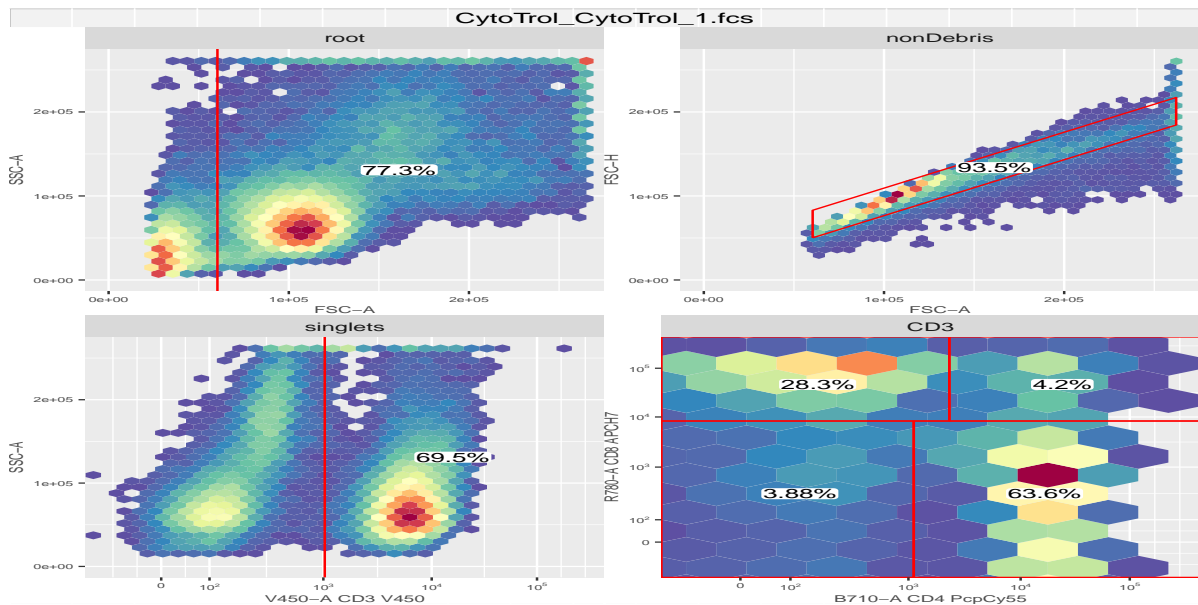 CytoTrol_CytoTrol_1.fcs
root
SSC-A
2e+05
1e+05
0e+00
77.3%
0e+00 1e+05 2e+05
FSC-A
nonDebris
FSC-H
2e+05
1e+05
0e+00
93.5%
0e+00 1e+05 2e+05
FSC-A
singlets
SSC-A
2e+05
1e+05
0e+00
69.5%
0 10² 10³ 10⁴ 10⁵
V450-A CD3 V450
CD3
R780-A CD8 APCH7
10⁵
10⁴
10³
10²
0
28.3% 4.2%
3.88% 63.6%
0 10² 10³ 10⁴ 10⁵
B710-A CD4 PcpCy55